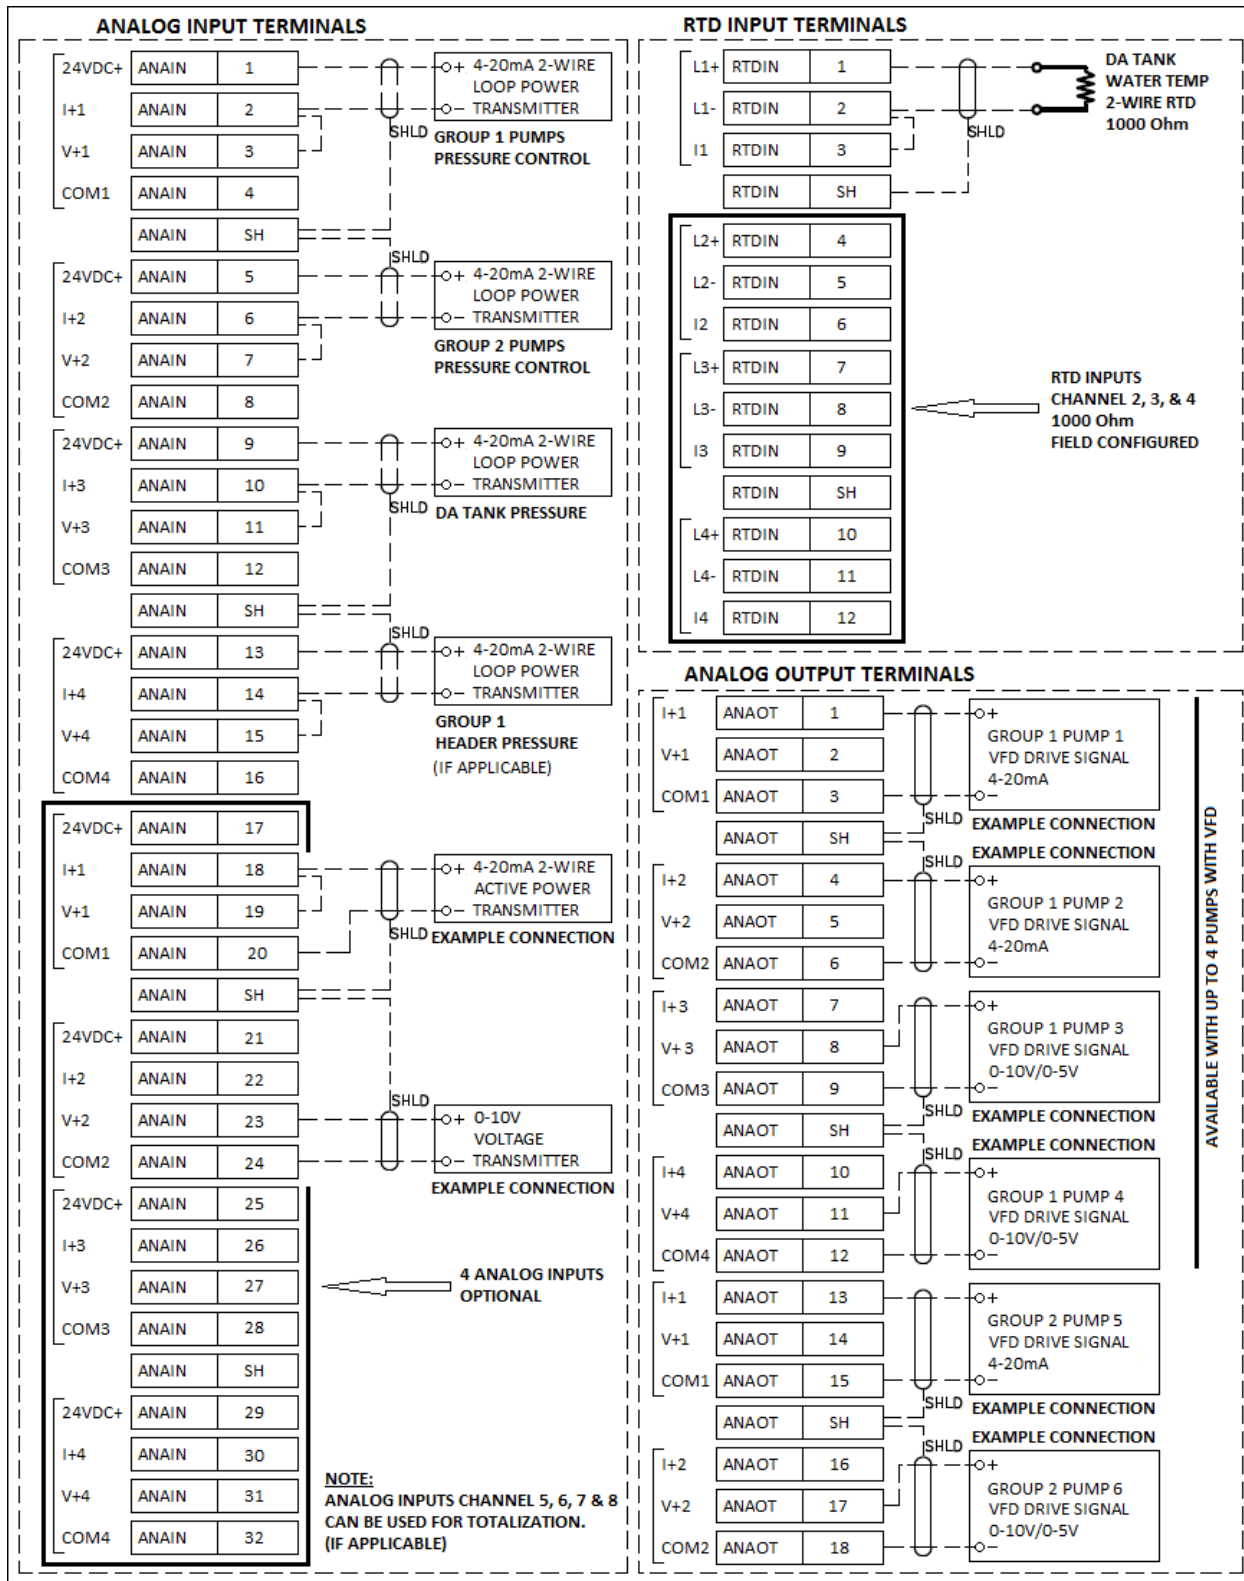 ANALOG INPUT TERMINALS
24VDC+ ANAIN 1
I+1 ANAIN 2
V+1 ANAIN 3
COM1 ANAIN 4
ANAIN SH
+ 4-20mA 2-WIRE
LOOP POWER
- TRANSMITTER
SHLD
GROUP 1 PUMPS
PRESSURE CONTROL
24VDC+ ANAIN 5
I+2 ANAIN 6
V+2 ANAIN 7
COM2 ANAIN 8
SHLD
+ 4-20mA 2-WIRE
LOOP POWER
- TRANSMITTER
GROUP 2 PUMPS
PRESSURE CONTROL
24VDC+ ANAIN 9
I+3 ANAIN 10
V+3 ANAIN 11
COM3 ANAIN 12
ANAIN SH
+ 4-20mA 2-WIRE
LOOP POWER
- TRANSMITTER
SHLD
DA TANK PRESSURE
24VDC+ ANAIN 13
I+4 ANAIN 14
V+4 ANAIN 15
COM4 ANAIN 16
SHLD
+ 4-20mA 2-WIRE
LOOP POWER
- TRANSMITTER
GROUP 1
HEADER PRESSURE
(IF APPLICABLE)
24VDC+ ANAIN 17
I+1 ANAIN 18
V+1 ANAIN 19
COM1 ANAIN 20
ANAIN SH
+ 4-20mA 2-WIRE
ACTIVE POWER
- TRANSMITTER
SHLD
EXAMPLE CONNECTION
24VDC+ ANAIN 21
I+2 ANAIN 22
V+2 ANAIN 23
COM2 ANAIN 24
SHLD
+ 0-10V
VOLTAGE
- TRANSMITTER
EXAMPLE CONNECTION
24VDC+ ANAIN 25
I+3 ANAIN 26
V+3 ANAIN 27
COM3 ANAIN 28
ANAIN SH
24VDC+ ANAIN 29
I+4 ANAIN 30
V+4 ANAIN 31
COM4 ANAIN 32
4 ANALOG INPUTS
OPTIONAL
NOTE:
ANALOG INPUTS CHANNEL 5, 6, 7 & 8
CAN BE USED FOR TOTALIZATION.
(IF APPLICABLE)
RTD INPUT TERMINALS
L1+ RTDIN 1
L1- RTDIN 2
I1 RTDIN 3
RTDIN SH
SHLD
DA TANK
WATER TEMP
2-WIRE RTD
1000 Ohm
L2+ RTDIN 4
L2- RTDIN 5
I2 RTDIN 6
L3+ RTDIN 7
L3- RTDIN 8
I3 RTDIN 9
RTDIN SH
L4+ RTDIN 10
L4- RTDIN 11
I4 RTDIN 12
RTD INPUTS
CHANNEL 2, 3, & 4
1000 Ohm
FIELD CONFIGURED
ANALOG OUTPUT TERMINALS
I+1 ANAOT 1
V+1 ANAOT 2
COM1 ANAOT 3
ANAOT SH
+
GROUP 1 PUMP 1
VFD DRIVE SIGNAL
4-20mA
-
SHLD
EXAMPLE CONNECTION
I+2 ANAOT 4
V+2 ANAOT 5
COM2 ANAOT 6
EXAMPLE CONNECTION
SHLD
+
GROUP 1 PUMP 2
VFD DRIVE SIGNAL
4-20mA
-
I+3 ANAOT 7
V+ 3 ANAOT 8
COM3 ANAOT 9
ANAOT SH
+
GROUP 1 PUMP 3
VFD DRIVE SIGNAL
0-10V/0-5V
-
SHLD
EXAMPLE CONNECTION
I+4 ANAOT 10
V+4 ANAOT 11
COM4 ANAOT 12
EXAMPLE CONNECTION
SHLD
+
GROUP 1 PUMP 4
VFD DRIVE SIGNAL
0-10V/0-5V
-
AVAILABLE WITH UP TO 4 PUMPS WITH VFD
I+1 ANAOT 13
V+1 ANAOT 14
COM1 ANAOT 15
ANAOT SH
+
GROUP 2 PUMP 5
VFD DRIVE SIGNAL
4-20mA
-
SHLD
EXAMPLE CONNECTION
I+2 ANAOT 16
V+2 ANAOT 17
COM2 ANAOT 18
EXAMPLE CONNECTION
SHLD
+
GROUP 2 PUMP 6
VFD DRIVE SIGNAL
0-10V/0-5V
-